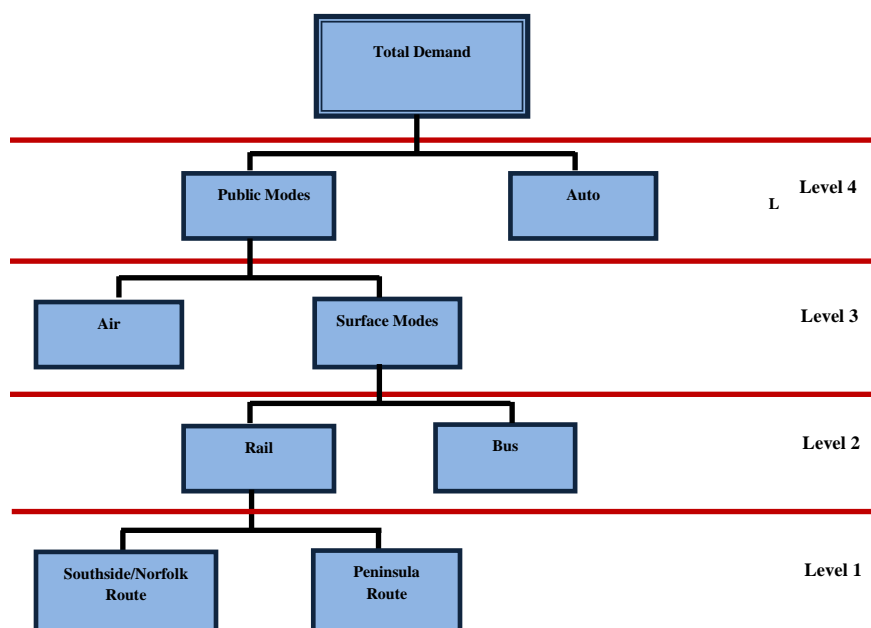 Total Demand
Public Modes
Auto
Level 4
L
Air
Surface Modes
Level 3
Rail
Bus
Level 2
Southside/Norfolk
Route
Peninsula
Route
Level 1